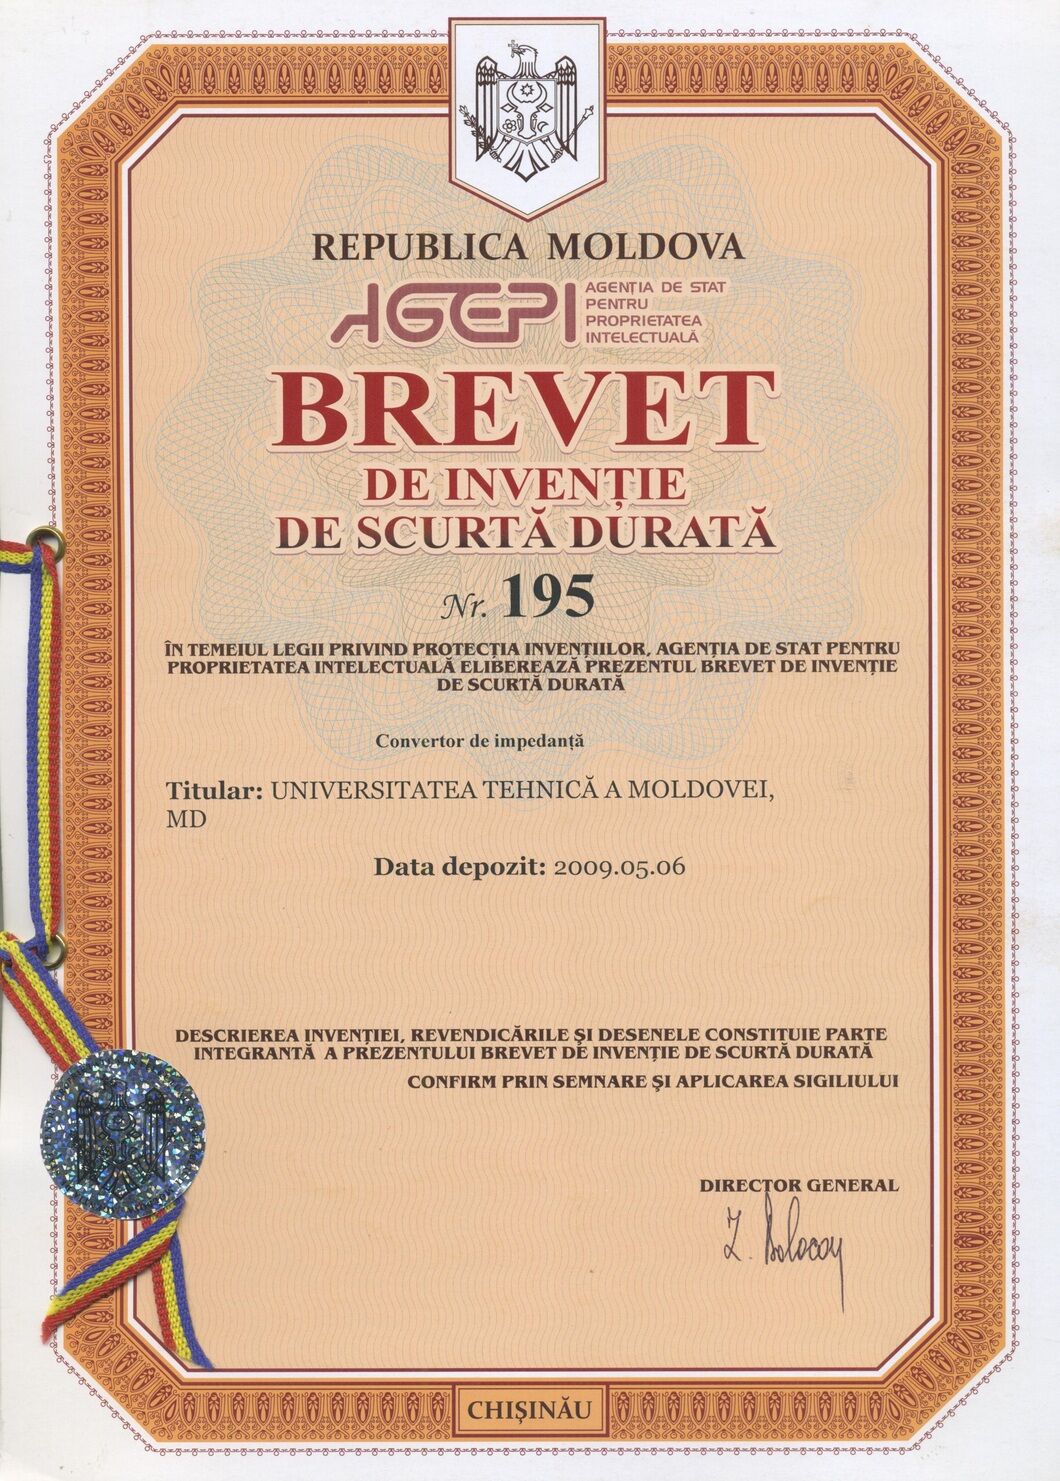 REPUBLICA MOLDOVA
AGEPI
AGENŢIA DE STAT
PENTRU
PROPRIETATEA
INTELECTUALĂ
BREVET
DE INVENŢIE
DE SCURTĂ DURATĂ
Nr. 195
ÎN TEMEIUL LEGII PRIVIND PROTECŢIA INVENŢIILOR, AGENŢIA DE STAT PENTRU
PROPRIETATEA INTELECTUALĂ ELIBEREAZĂ PREZENTUL BREVET DE INVENŢIE
DE SCURTĂ DURATĂ
Convertor de impedanţă
Titular: UNIVERSITATEA TEHNICĂ A MOLDOVEI,
MD
Data depozit: 2009.05.06
DESCRIEREA INVENŢIEI, REVENDICĂRILE ŞI DESENELE CONSTITUIE PARTE
INTEGRANTĂ A PREZENTULUI BREVET DE INVENŢIE DE SCURTĂ DURATĂ
CONFIRM PRIN SEMNARE ŞI APLICAREA SIGILIULUI
DIRECTOR GENERAL
CHIŞINĂU